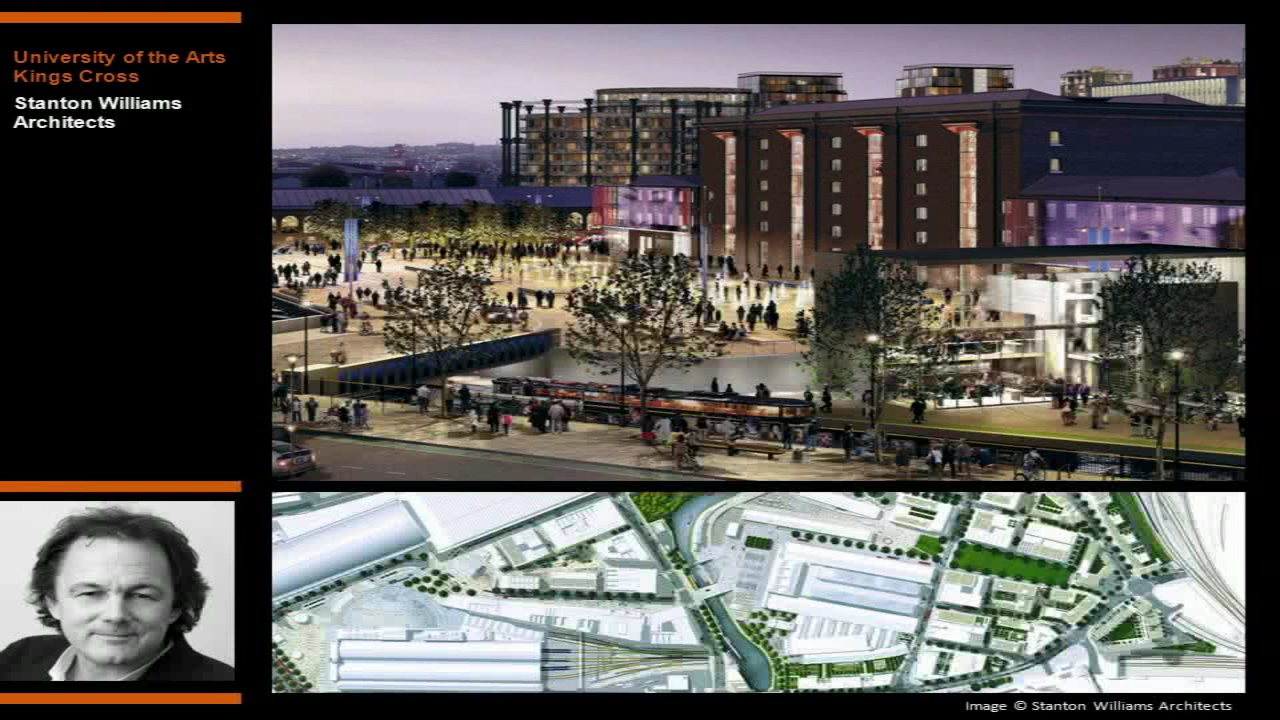 University of the Arts
Kings Cross
Stanton Williams
Architects
Image © Stanton Williams Architects